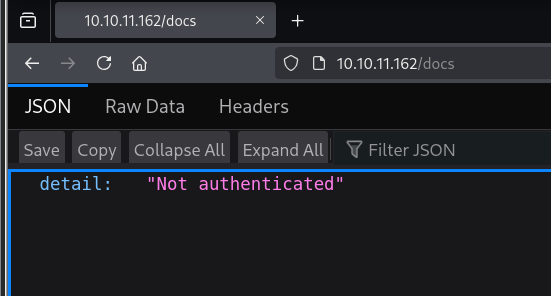 10.10.11.162/docs
10.10.11.162/docs
JSON Raw Data Headers
Save Copy Collapse All Expand All Filter JSON
detail: "Not authenticated"